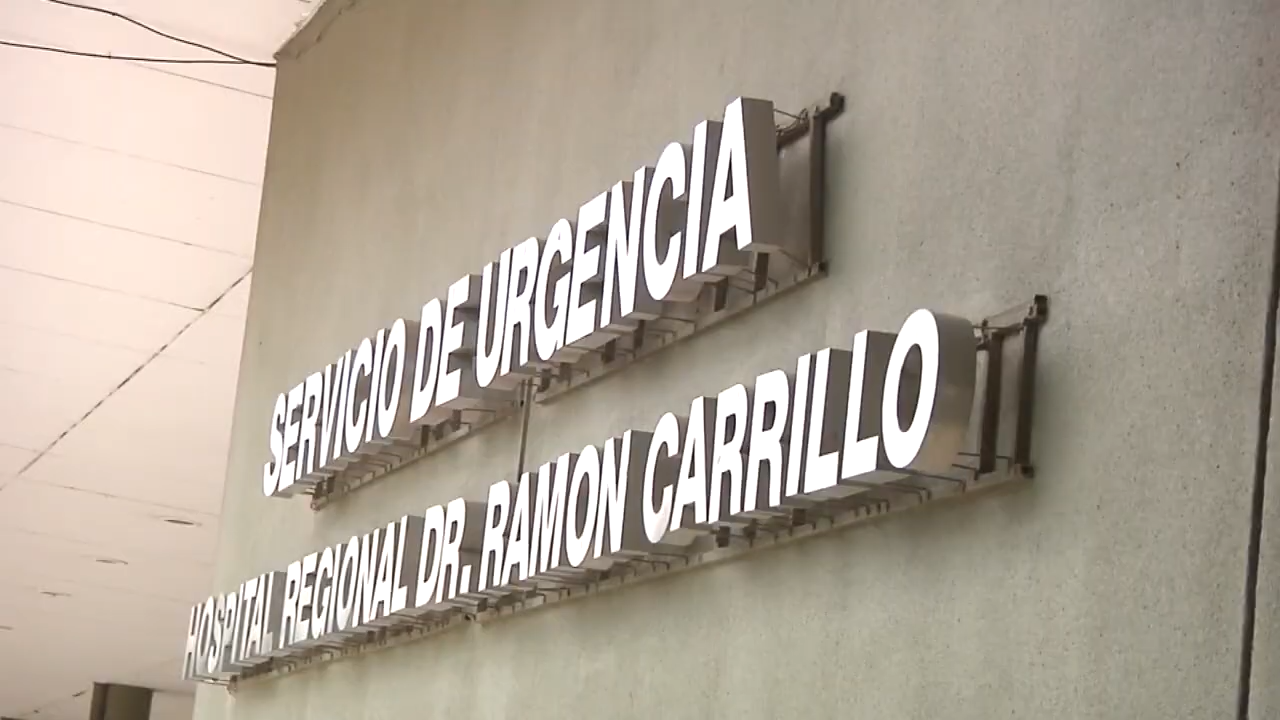 SERVICIO DE URGENCIA
HOSPITAL REGIONAL DR. RAMON CARRILLO